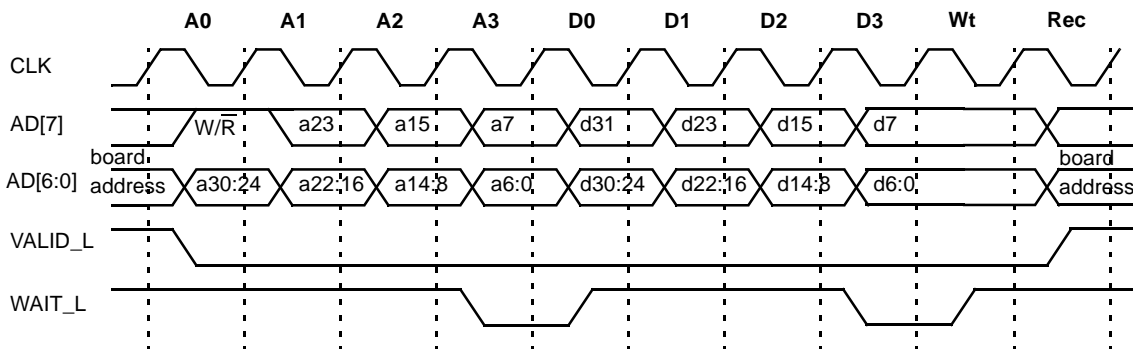 A0 A1 A2 A3 D0 D1 D2 D3 Wt Rec
CLK
AD[7] W/R̅ a23 a15 a7 d31 d23 d15 d7
board address AD[6:0] a30:24 a22:16 a14:8 a6:0 d30:24 d22:16 d14:8 d6:0 board address
VALID_L
WAIT_L